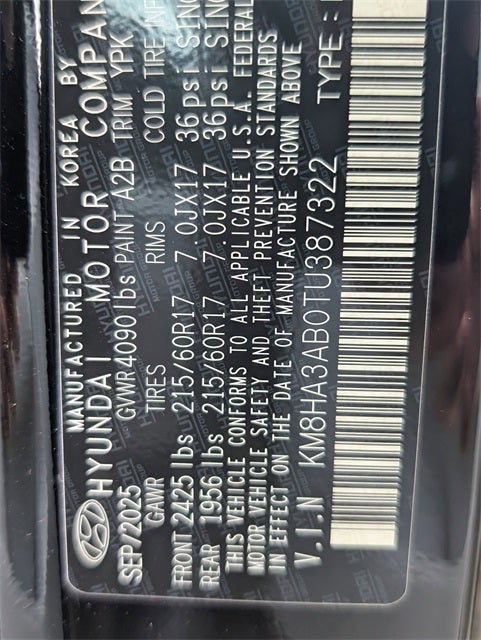 MANUFACTURED IN KOREA BY
HYUNDAI MOTOR COMPAN
SEP/2025 GVWR 4090 lbs PAINT A2B TRIM YPK
GAWR TIRES RIMS COLD TIRE INF
FRONT 2425 lbs 215/60R17 7.0JX17 36psi SING
REAR 1956 lbs 215/60R17 7.0JX17 36psi SING
THIS VEHICLE CONFORMS TO ALL APPLICABLE U.S.A. FEDERAL
MOTOR VEHICLE SAFETY AND THEFT PREVENTION STANDARDS
IN EFFECT ON THE DATE OF MANUFACTURE SHOWN ABOVE
V.I.N KM8HA3AB0TU387322 TYPE: